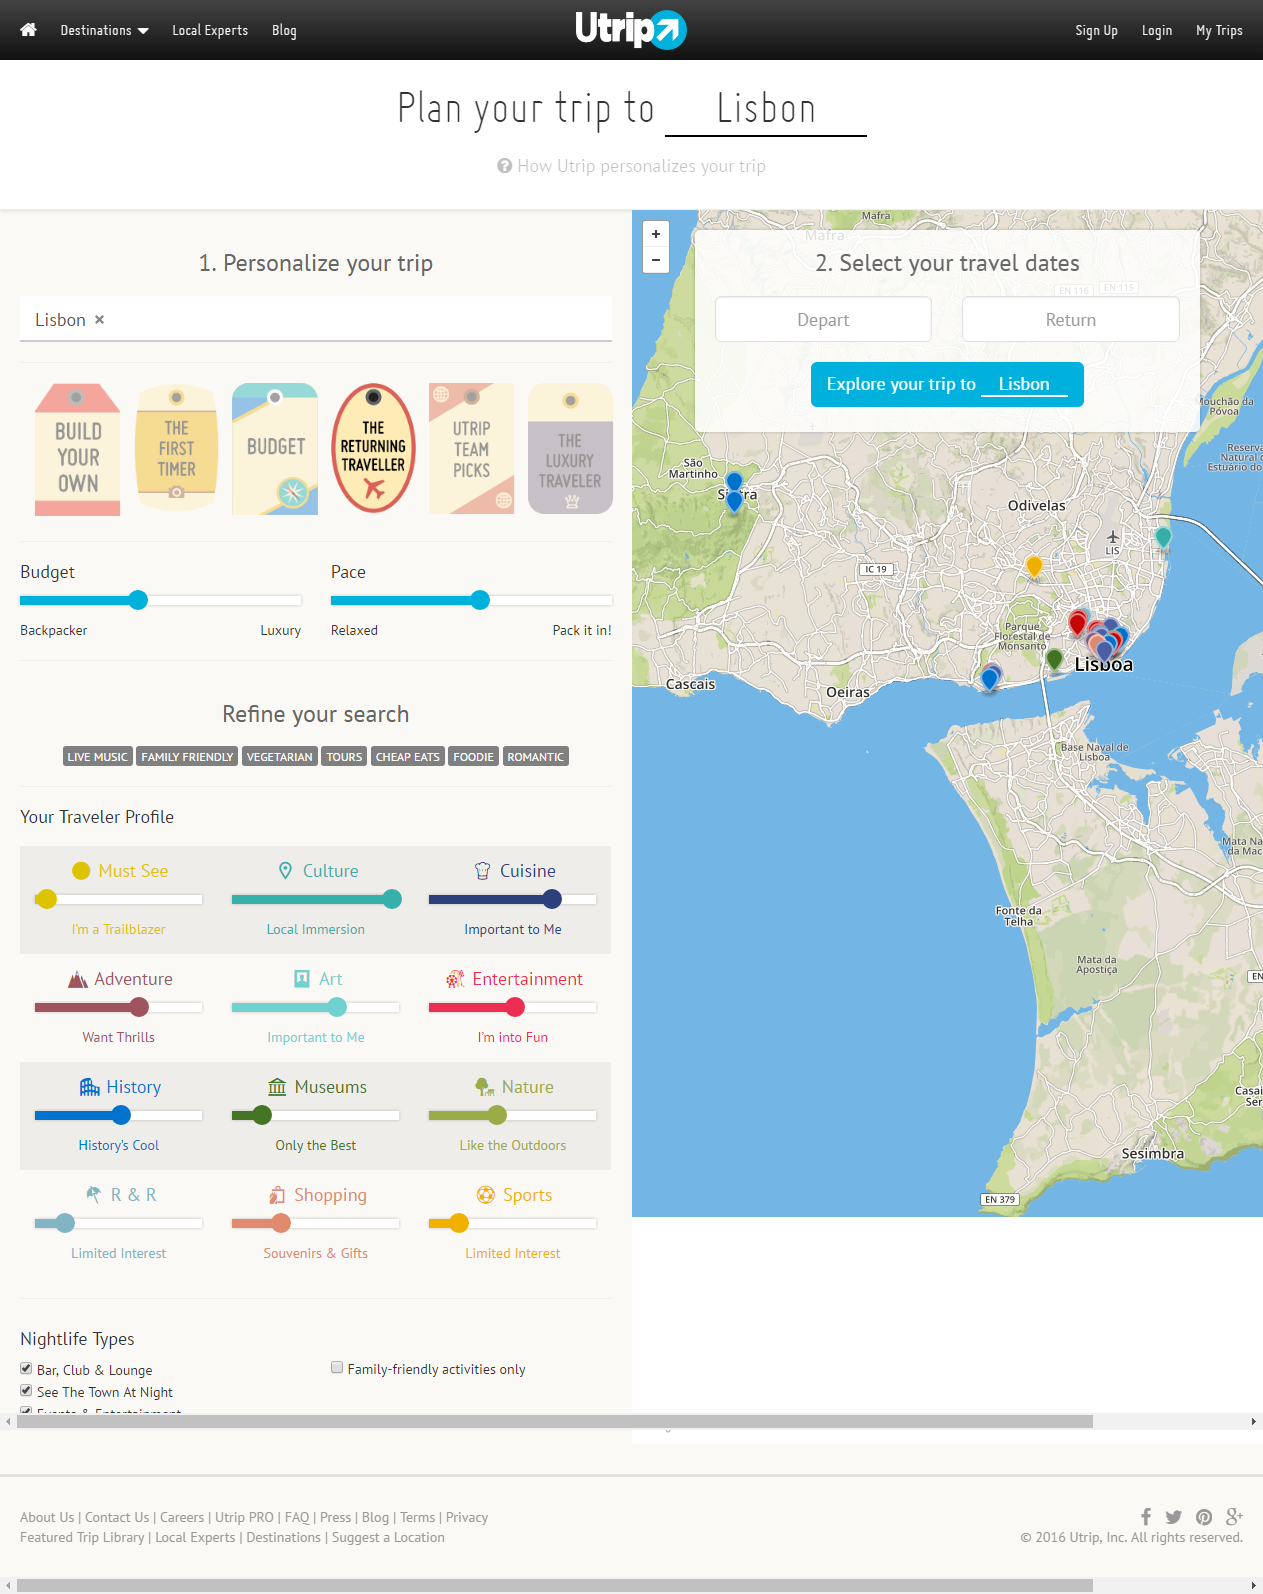 Destinations
Local Experts
Blog
Utrip
Sign Up
Login
My Trips
Plan your trip to Lisbon
How Utrip personalizes your trip
1. Personalize your trip
Lisbon ×
BUILD YOUR OWN
THE FIRST TIMER
BUDGET
THE RETURNING TRAVELLER
UTRIP TEAM PICKS
THE LUXURY TRAVELER
Budget
Pace
Backpacker
Luxury
Relaxed
Pack it in!
Refine your search
LIVE MUSIC
FAMILY FRIENDLY
VEGETARIAN
TOURS
CHEAP EATS
FOODIE
ROMANTIC
Your Traveler Profile
Must See
Culture
Cuisine
I'm a Trailblazer
Local Immersion
Important to Me
Adventure
Art
Entertainment
Want Thrills
Important to Me
I'm into Fun
History
Museums
Nature
History's Cool
Only the Best
Like the Outdoors
R & R
Shopping
Sports
Limited Interest
Souvenirs & Gifts
Limited Interest
Nightlife Types
Bar, Club & Lounge
Family-friendly activities only
See The Town At Night
Events & Entertainment
+
−
Mafra
Mafra
2. Select your travel dates
EN 116
EN 115
Depart
Return
Explore your trip to Lisbon
Mouchão da
Póvoa
Reserva
Natural do
Estuário do
São
Martinho
Odivelas
LIS
IC 19
Parque
Florestal de
Monsanto
Lisboa
Cascais
Oeiras
Base Naval de
Lisboa
Mata Na
da Mac
Fonte da
Telha
Mata da
Apostiça
EN
Casai
Ser
Sesimbra
EN 379
About Us | Contact Us | Careers | Utrip PRO | FAQ | Press | Blog | Terms | Privacy
Featured Trip Library | Local Experts | Destinations | Suggest a Location
© 2016 Utrip, Inc. All rights reserved.